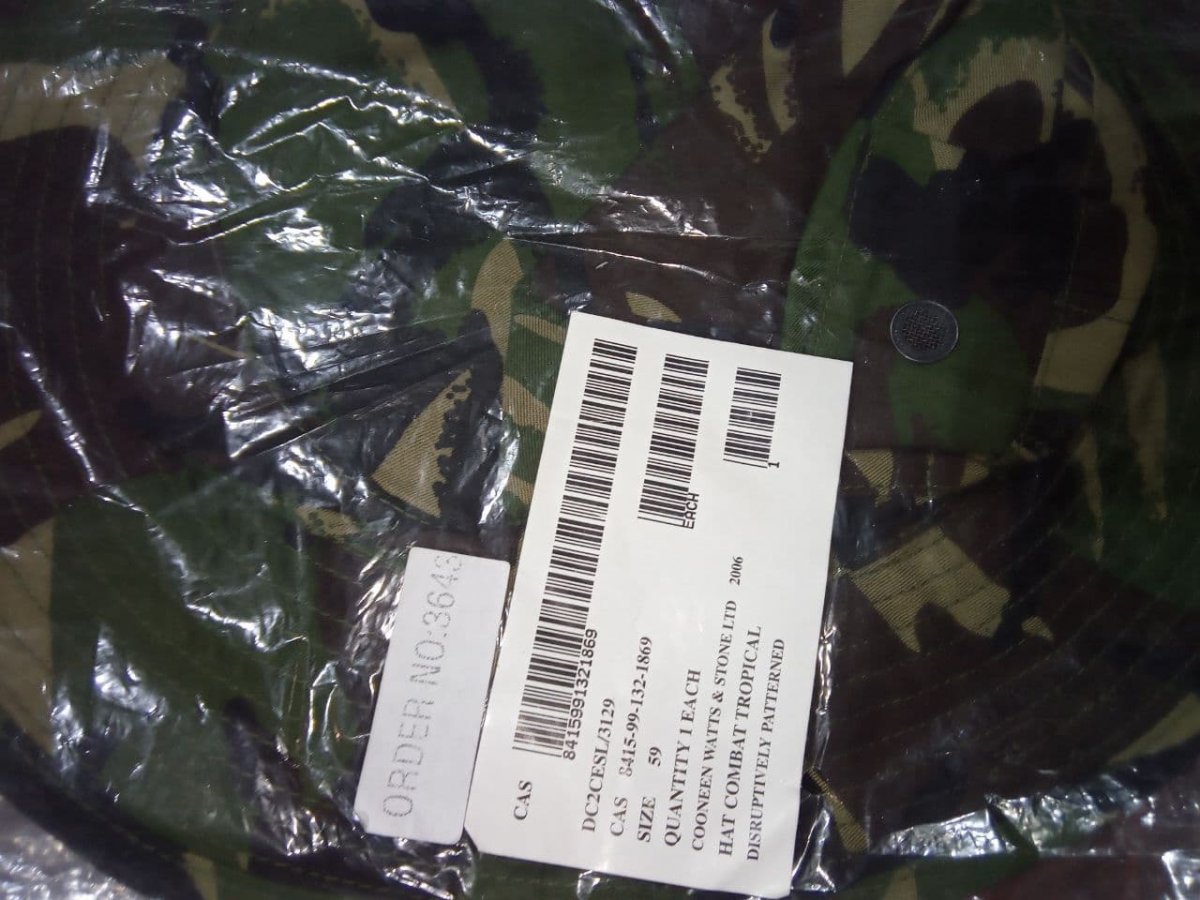 ORDER NO:3643
CAS
8415991321869
EACH
1
DC2CESL/3129
CAS 8415-99-132-1869
SIZE 59
QUANTITY 1 EACH
COONEEN WATTS & STONE LTD 2006
HAT COMBAT TROPICAL
DISRUPTIVELY PATTERNED